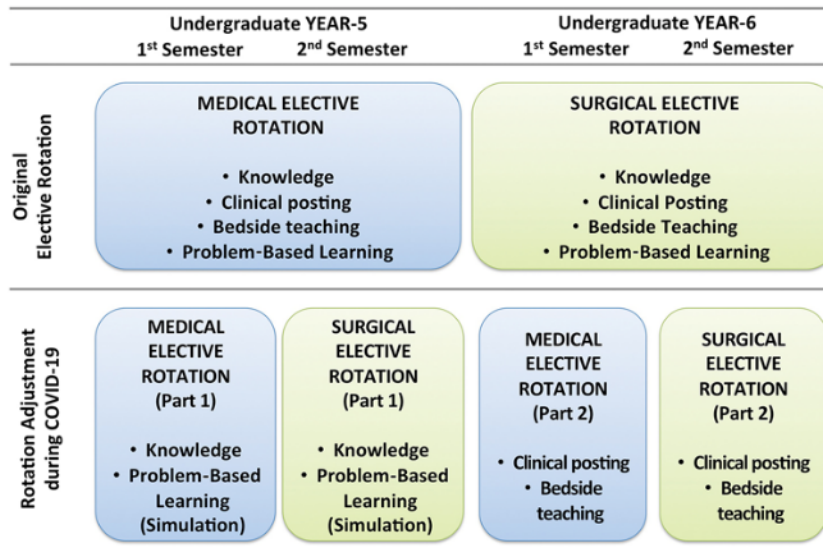 Undergraduate YEAR-5
1st Semester
2nd Semester
Undergraduate YEAR-6
1st Semester
2nd Semester
Original
Elective Rotation
MEDICAL ELECTIVE
ROTATION
• Knowledge
• Clinical posting
• Bedside teaching
• Problem-Based Learning
SURGICAL ELECTIVE
ROTATION
• Knowledge
• Clinical Posting
• Bedside Teaching
• Problem-Based Learning
Rotation Adjustment
during COVID-19
MEDICAL
ELECTIVE
ROTATION
(Part 1)
• Knowledge
• Problem-Based
Learning
(Simulation)
SURGICAL
ELECTIVE
ROTATION
(Part 1)
• Knowledge
• Problem-Based
Learning
(Simulation)
MEDICAL
ELECTIVE
ROTATION
(Part 2)
• Clinical posting
• Bedside
teaching
SURGICAL
ELECTIVE
ROTATION
(Part 2)
• Clinical posting
• Bedside
teaching